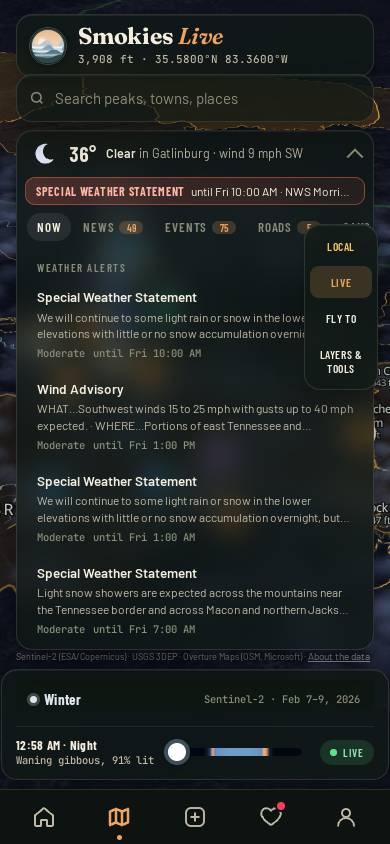 Smokies Live
3,908 ft · 35.5800°N 83.3600°W
Search peaks, towns, places
36° Clear in Gatlinburg · wind 9 mph SW
SPECIAL WEATHER STATEMENT until Fri 10:00 AM · NWS Morri...
NOW NEWS 49 EVENTS 75 ROADS
LOCAL
LIVE
FLY TO
LAYERS &
TOOLS
WEATHER ALERTS
Special Weather Statement
We will continue to some light rain or snow in the lower
elevations with little or no snow accumulation
Moderate until Fri 10:00 AM
Wind Advisory
WHAT...Southwest winds 15 to 25 mph with gusts up to 40 mph
expected. · WHERE...Portions of east Tennessee and...
Moderate until Fri 1:00 PM
Special Weather Statement
We will continue to some light rain or snow in the lower
elevations with little or no snow accumulation overnight, but...
Moderate until Fri 1:00 AM
Special Weather Statement
Light snow showers are expected across the mountains near
the Tennessee border and across Macon and northern Jacks...
Moderate until Fri 7:00 AM
Sentinel-2 (ESA/Copernicus) · USGS 3DEP · Overture Maps (OSM, Microsoft) · About the data
Winter Sentinel-2 · Feb 7–9, 2026
12:58 AM · Night
Waning gibbous, 91% lit
LIVE